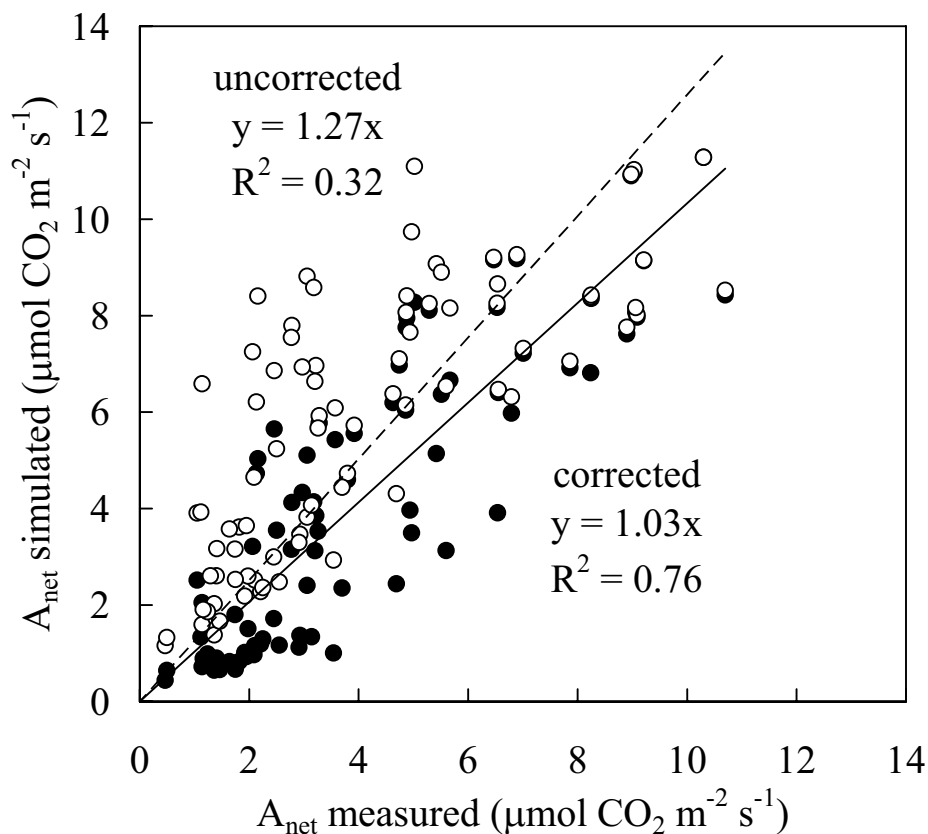 14
12
10
8
6
4
2
0
A_net simulated (μmol CO₂ m⁻² s⁻¹)
uncorrected
y = 1.27x
R² = 0.32
corrected
y = 1.03x
R² = 0.76
0 2 4 6 8 10 12 14
A_net measured (μmol CO₂ m⁻² s⁻¹)